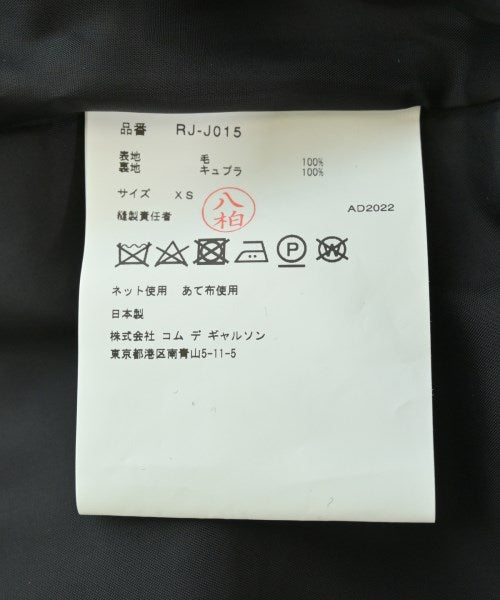 品番 RJ-J015
表地 毛 100%
裏地 キュプラ 100%
サイズ XS
縫製責任者 八柏
AD2022
P W
ネット使用 あて布使用
日本製
株式会社 コム デ ギャルソン
東京都港区南青山5-11-5